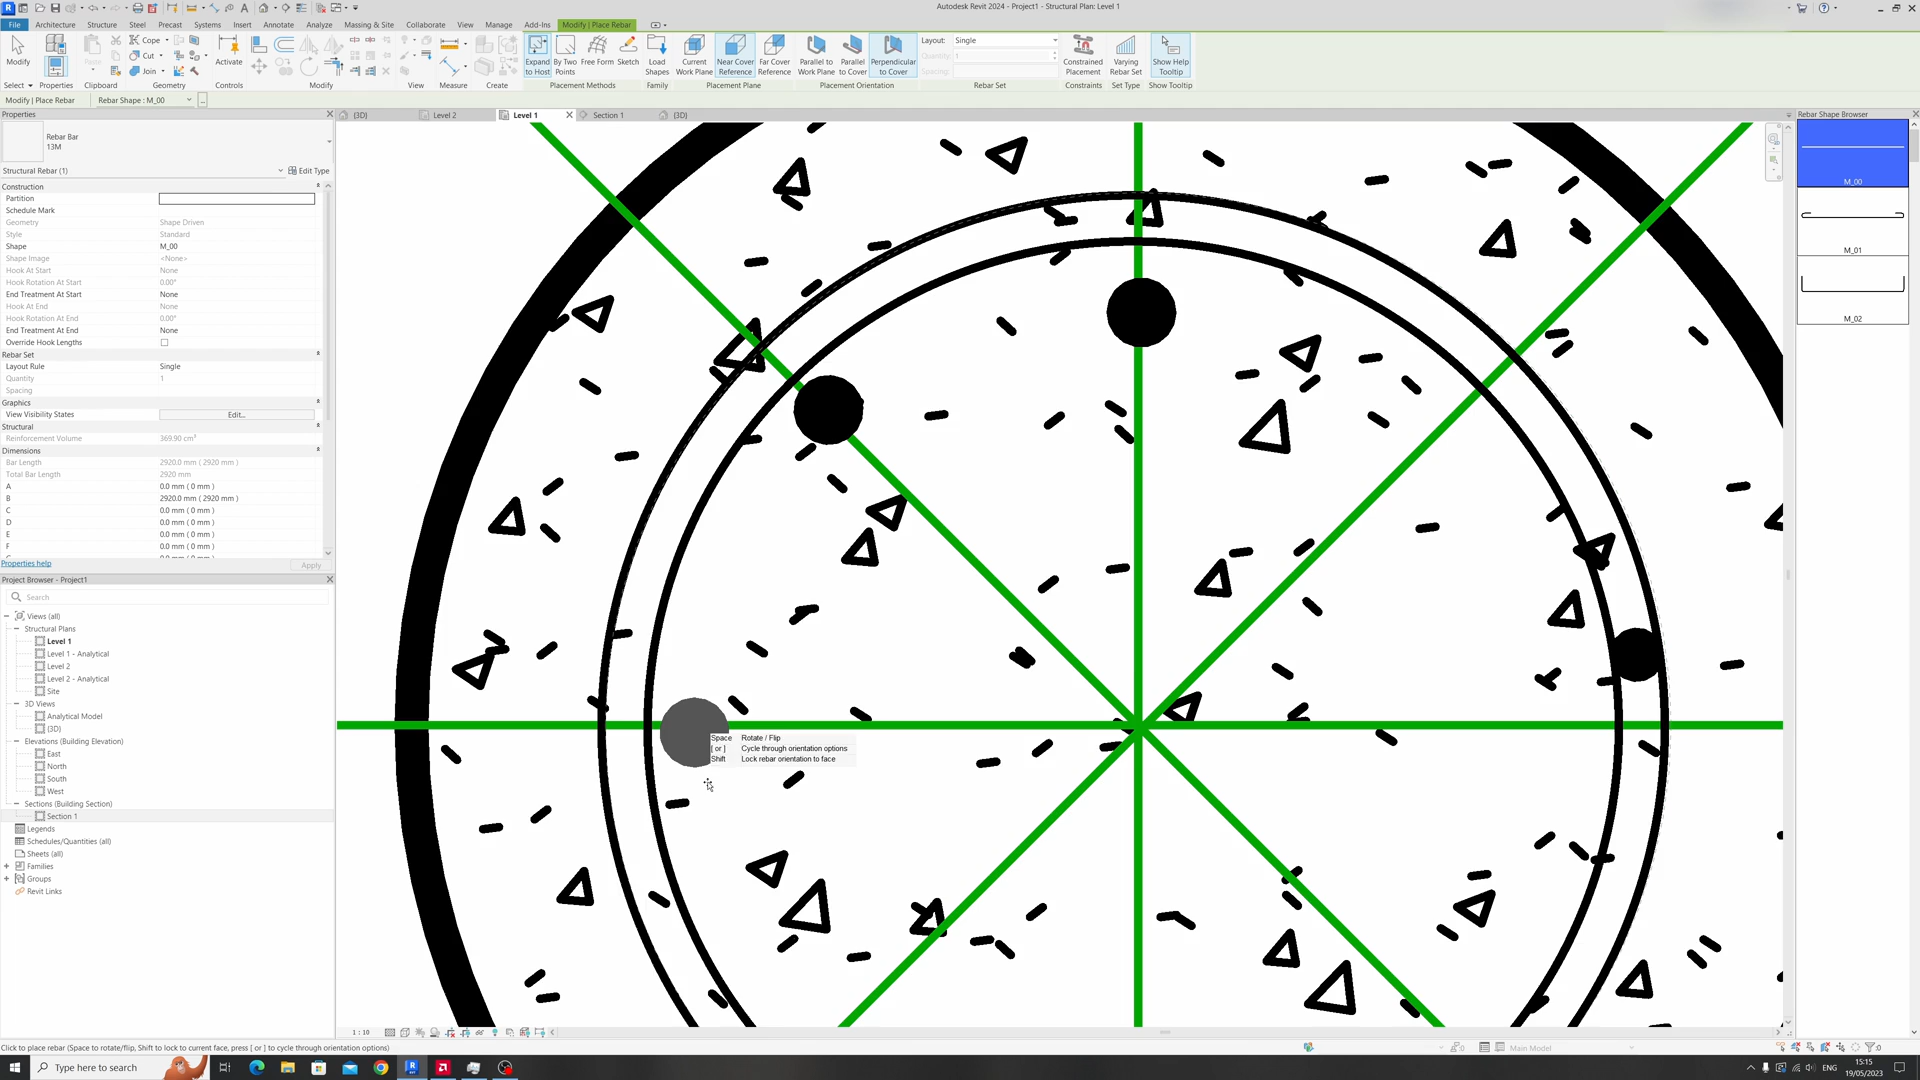 Autodesk Revit 2024 - Project1 - Structural Plan: Level 1
File Architecture Structure Steel Precast Systems Insert Annotate Analyze Massing & Site Collaborate View Manage Add-Ins Modify | Place Rebar
Modify
Paste
Cope
Cut
Join
Activate
Expand to Host
By Two Points
Free Form
Sketch
Load Shapes
Current Work Plane
Near Cover Reference
Far Cover Reference
Parallel to Work Plane
Parallel to Cover
Perpendicular to Cover
Layout: Single
Quantity: 1
Spacing:
Constrained Placement
Varying Rebar Set
Show Help Tooltip
Select Properties Clipboard Geometry Controls Modify View Measure Create Placement Methods Family Placement Plane Placement Orientation Rebar Set Constraints Set Type Show Tooltip
Modify | Place Rebar Rebar Shape : M_00 ...
Properties
Rebar Bar
13M
Structural Rebar (1) Edit Type
Construction
Partition
Schedule Mark
Geometry Shape Driven
Style Standard
Shape M_00
Shape Image <None>
Hook At Start None
Hook Rotation At Start 0.00°
End Treatment At Start None
Hook At End None
Hook Rotation At End 0.00°
End Treatment At End None
Override Hook Lengths
Rebar Set
Layout Rule Single
Quantity 1
Spacing
Graphics
View Visibility States Edit...
Structural
Reinforcement Volume 369.90 cm³
Dimensions
Bar Length 2920.0 mm ( 2920 mm )
Total Bar Length 2920 mm
A 0.0 mm ( 0 mm )
B 2920.0 mm ( 2920 mm )
C 0.0 mm ( 0 mm )
D 0.0 mm ( 0 mm )
E 0.0 mm ( 0 mm )
F 0.0 mm ( 0 mm )
Properties help Apply
Project Browser - Project1
Search
Views (all)
Structural Plans
Level 1
Level 1 - Analytical
Level 2
Level 2 - Analytical
Site
3D Views
Analytical Model
{3D}
Elevations (Building Elevation)
East
North
South
West
Sections (Building Section)
Section 1
Legends
Schedules/Quantities (all)
Sheets (all)
Families
Groups
Revit Links
{3D} Level 2 Level 1 Section 1 {3D}
Space Rotate / Flip
[ or ] Cycle through orientation options
Shift Lock rebar orientation to face
Rebar Shape Browser
M_00
M_01
M_02
1 : 10
Click to place rebar (Space to rotate/flip, Shift to lock to current face, press [ or ] to cycle through orientation options)
:0 Main Model :0
Type here to search
ENG
15:15
19/05/2023